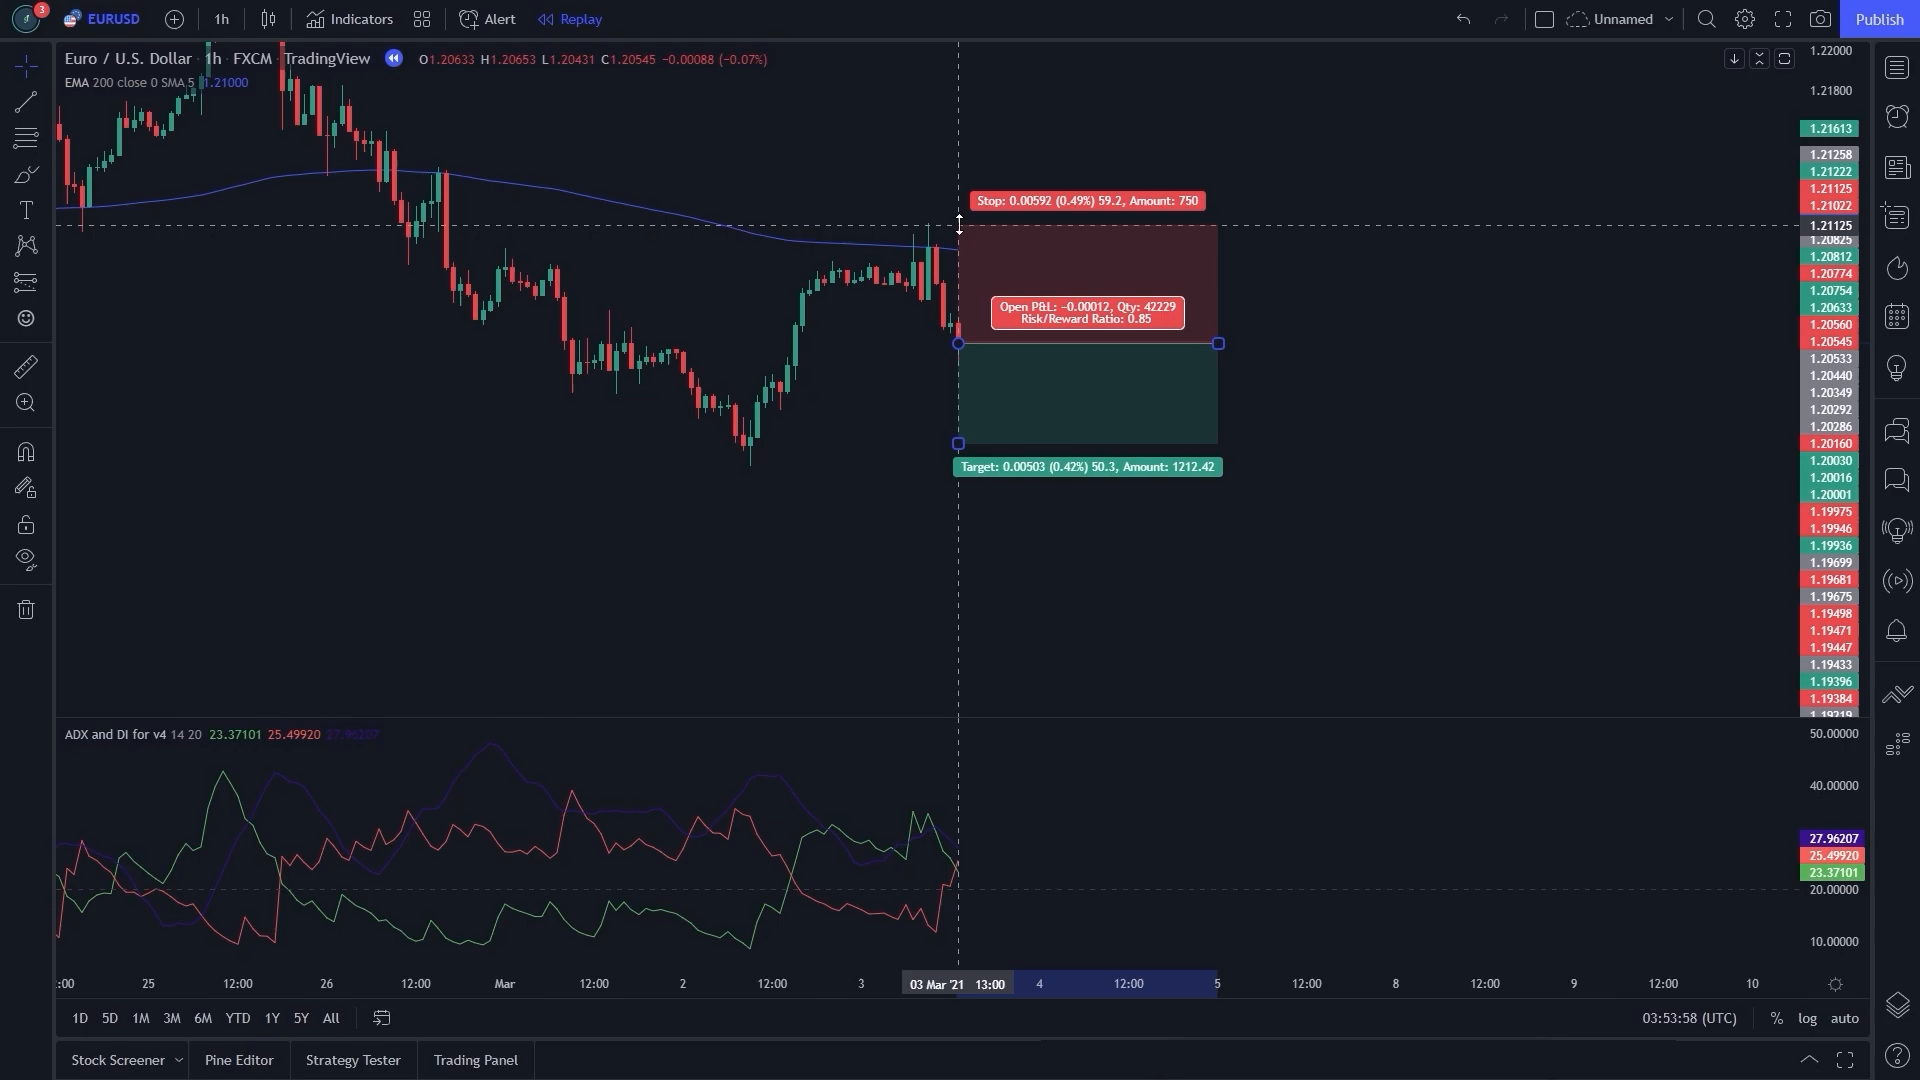 3
EURUSD
1h
Indicators
Alert
Replay
Unnamed
Publish
Euro / U.S. Dollar · 1h · FXCM · TradingView
O1.20633 H1.20653 L1.20431 C1.20545 −0.00088 (−0.07%)
EMA 200 close 0 SMA 5 1.21000
Stop: 0.00592 (0.49%) 59.2, Amount: 750
Open P&L: −0.00012, Qty: 42229
Risk/Reward Ratio: 0.85
Target: 0.00503 (0.42%) 50.3, Amount: 1212.42
1.22000
1.21800
1.21613
1.21258
1.21222
1.21125
1.21022
1.21125
1.20825
1.20812
1.20774
1.20754
1.20633
1.20560
1.20545
1.20533
1.20440
1.20349
1.20292
1.20286
1.20160
1.20030
1.20016
1.20001
1.19975
1.19946
1.19936
1.19699
1.19681
1.19675
1.19498
1.19471
1.19447
1.19433
1.19396
1.19384
1.19219
ADX and DI for v4 14 20 23.37101 25.49920 27.96207
50.00000
40.00000
27.96207
25.49920
23.37101
20.00000
10.00000
:00 25 12:00 26 12:00 Mar 12:00 2 12:00 3 03 Mar '21 13:00 4 12:00 5 12:00 8 12:00 9 12:00 10
1D 5D 1M 3M 6M YTD 1Y 5Y All
03:53:58 (UTC) % log auto
Stock Screener Pine Editor Strategy Tester Trading Panel